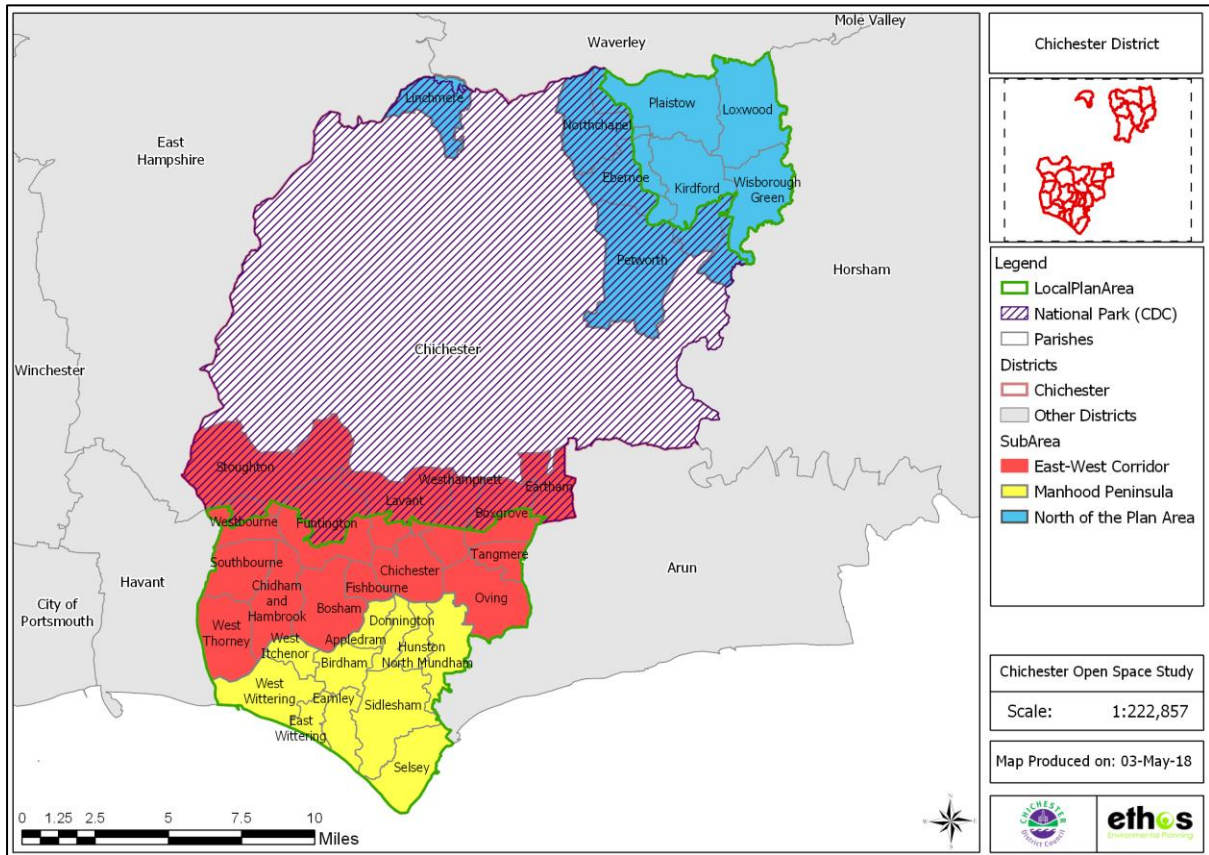 Mole Valley
Waverley
Linchmere
Plaistow
Loxwood
Northchapel
East
Hampshire
Ebernoe
Kirdford
Wisborough
Green
Petworth
Horsham
Chichester
Winchester
Stoughton
Westhampnett
Eartham
Lavant
Boxgrove
Westbourne
Funtington
Tangmere
Southbourne
Chichester
Havant
Chidham
and
Hambrook
Fishbourne
Arun
Oving
City of
Portsmouth
Bosham
West
Thorney
Donnington
Appledram
West
Itchenor
Hunston
Birdham
North Mundham
West
Wittering
Earnley
Sidlesham
East
Wittering
Selsey
0 1.25 2.5 5 7.5 10
Miles
N
Chichester District
Legend
LocalPlanArea
National Park (CDC)
Parishes
Districts
Chichester
Other Districts
SubArea
East-West Corridor
Manhood Peninsula
North of the Plan Area
Chichester Open Space Study
Scale: 1:222,857
Map Produced on: 03-May-18
CHICHESTER
District Council
ethos
Environmental Planning